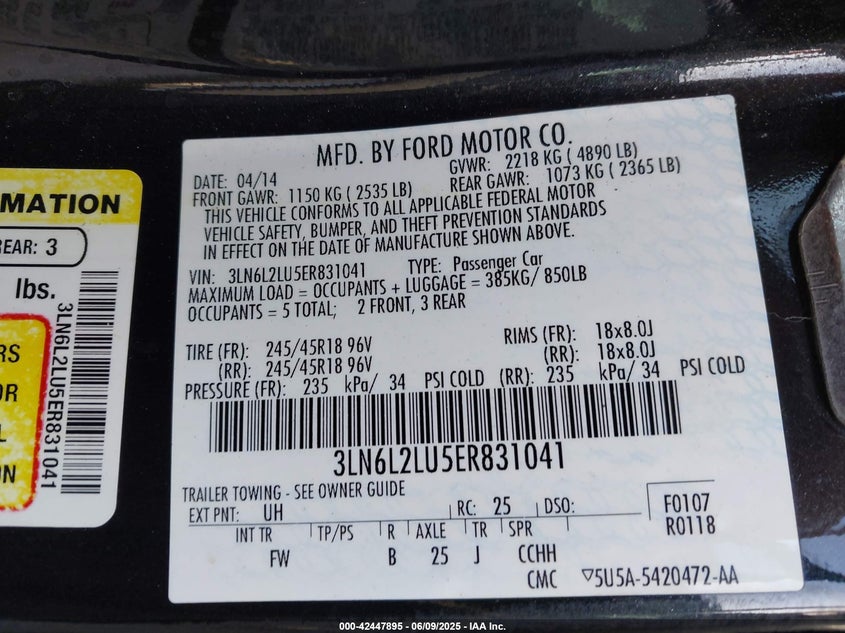 MFD. BY FORD MOTOR CO.
DATE: 04/14 GVWR: 2218 KG ( 4890 LB)
FRONT GAWR: 1150 KG ( 2535 LB) REAR GAWR: 1073 KG ( 2365 LB)
THIS VEHICLE CONFORMS TO ALL APPLICABLE FEDERAL MOTOR
VEHICLE SAFETY, BUMPER, AND THEFT PREVENTION STANDARDS
IN EFFECT ON THE DATE OF MANUFACTURE SHOWN ABOVE.
VIN: 3LN6L2LU5ER831041 TYPE: Passenger Car
MAXIMUM LOAD = OCCUPANTS + LUGGAGE = 385KG/ 850LB
OCCUPANTS = 5 TOTAL; 2 FRONT, 3 REAR
TIRE (FR): 245/45R18 96V RIMS (FR): 18x8.0J
(RR): 245/45R18 96V (RR): 18x8.0J
PRESSURE (FR): 235 kPa/ 34 PSI COLD (RR): 235 kPa/ 34 PSI COLD
3LN6L2LU5ER831041
TRAILER TOWING - SEE OWNER GUIDE
EXT PNT: UH RC: 25 DSO: F0107
R0118
INT TR TP/PS R AXLE TR SPR
FW B 25 J CCHH
CMC ▽5U5A-5420472-AA
RMATION
REAR: 3
lbs.
3LN6L2LU5ER831041
RS
OR
L
ON
000-42447895 - 06/09/2025 - IAA Inc.